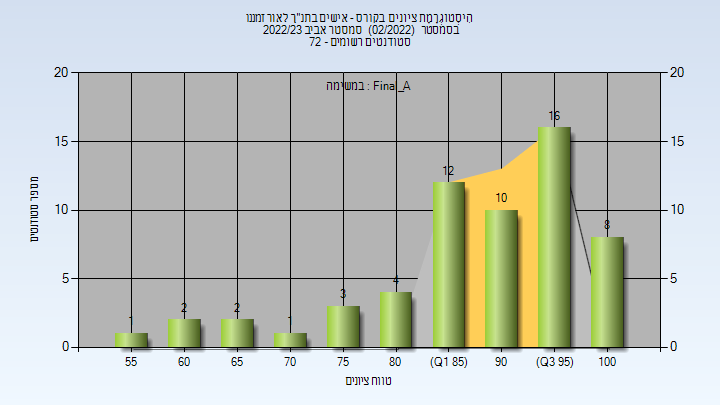 היסטוגרמת ציונים בקורס - אישים בתנ"ך לאור זמננו
בסמסטר (02/2022) סמסטר אביב 2022/23
סטודנטים רשומים - 72
במשימה : Final_A
מספר סטודנטים
20 20
15 15
10 10
5 5
0 0
1 2 2 1 3 4 12 10 16 8
55 60 65 70 75 80 (Q1 85) 90 (Q3 95) 100
טווח ציונים